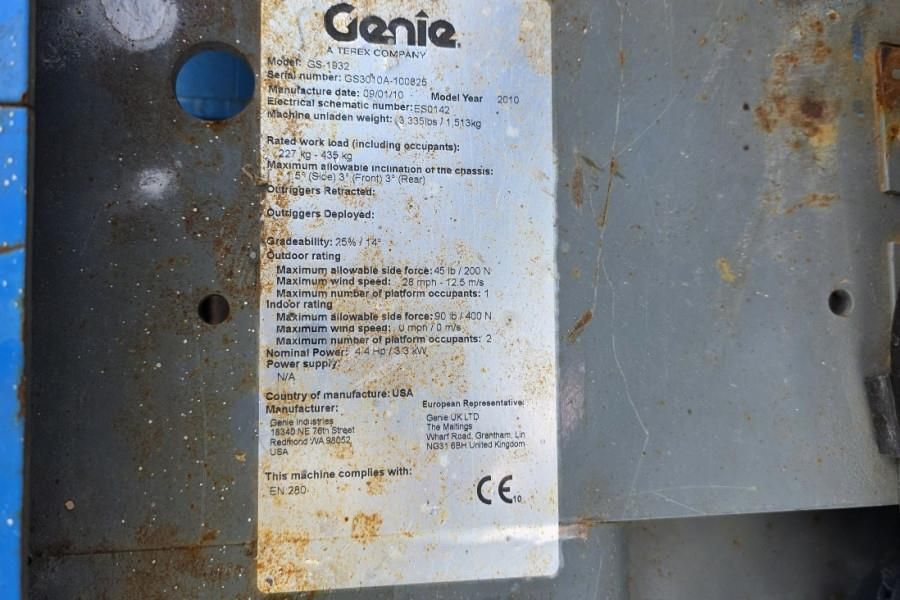 Genie
A TEREX COMPANY
Model: GS-1932
Serial number: GS3010A-100825
Manufacture date: 09/01/10 Model Year 2010
Electrical schematic number: ES0142
Machine unladen weight: 3,335lbs / 1,513kg
Rated work load (including occupants):
227 kg - 435 kg
Maximum allowable inclination of the chassis:
1.5° (Side) 3° (Front) 3° (Rear)
Outriggers Retracted:
Outriggers Deployed:
Gradeability: 25% / 14°
Outdoor rating
Maximum allowable side force: 45 lb / 200 N
Maximum wind speed: 28 mph - 12.5 m/s
Maximum number of platform occupants: 1
Indoor rating
Maximum allowable side force: 90 lb / 400 N
Maximum wind speed: 0 mph / 0 m/s
Maximum number of platform occupants: 2
Nominal Power: 4.4 Hp / 3.3 kW
Power supply:
N/A
Country of manufacture: USA
Manufacturer:
Genie Industries
18340 NE 76th Street
Redmond WA 98052
USA
European Representative:
Genie UK LTD
The Maltings
Wharf Road, Grantham, Lin
NG31 6BH United Kingdom
This machine complies with:
EN 280
CE 10